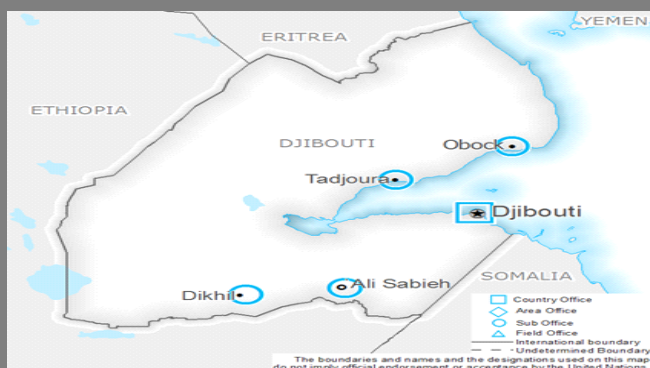 YEMEN
ERITREA
ETHIOPIA
DJIBOUTI
Obock
Tadjoura
Djibouti
SOMALIA
Ali Sabieh
Dikhil
Country Office
Area Office
Sub Office
Field Office
International boundary
Undetermined Boundary
The boundaries and names and the designations used on this map
do not imply official endorsement or acceptance by the United Nations